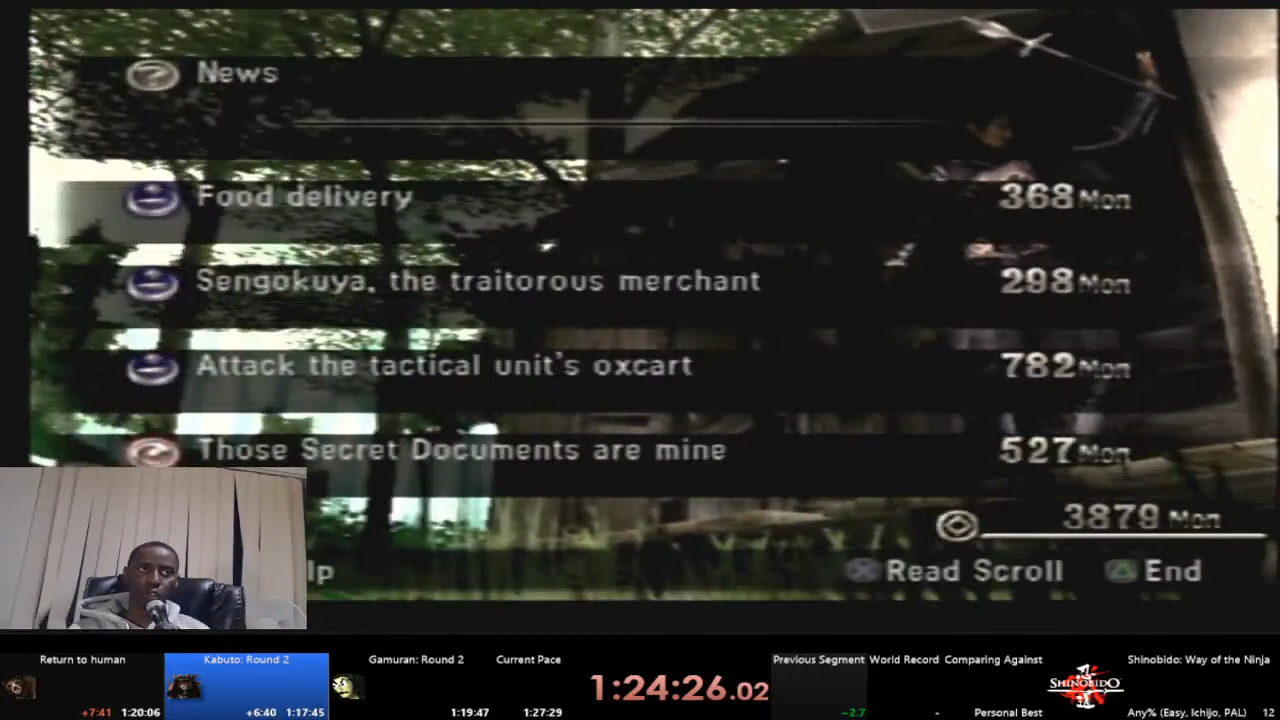 News
Food delivery 368 Mon
Sengokuya, the traitorous merchant 298 Mon
Attack the tactical unit's oxcart 782 Mon
Those Secret Documents are mine 527 Mon
3879 Mon
lp Read Scroll End
Return to human Kabuto: Round 2 Gamuran: Round 2 Current Pace 1:24:26.02 Previous Segment World Record Comparing Against SHINOBIDO Shinobido: Way of the Ninja
+7:41 1:20:06 +6:40 1:17:45 1:19:47 1:27:29 -2.7 - Personal Best Any% (Easy, Ichijo, PAL) 12